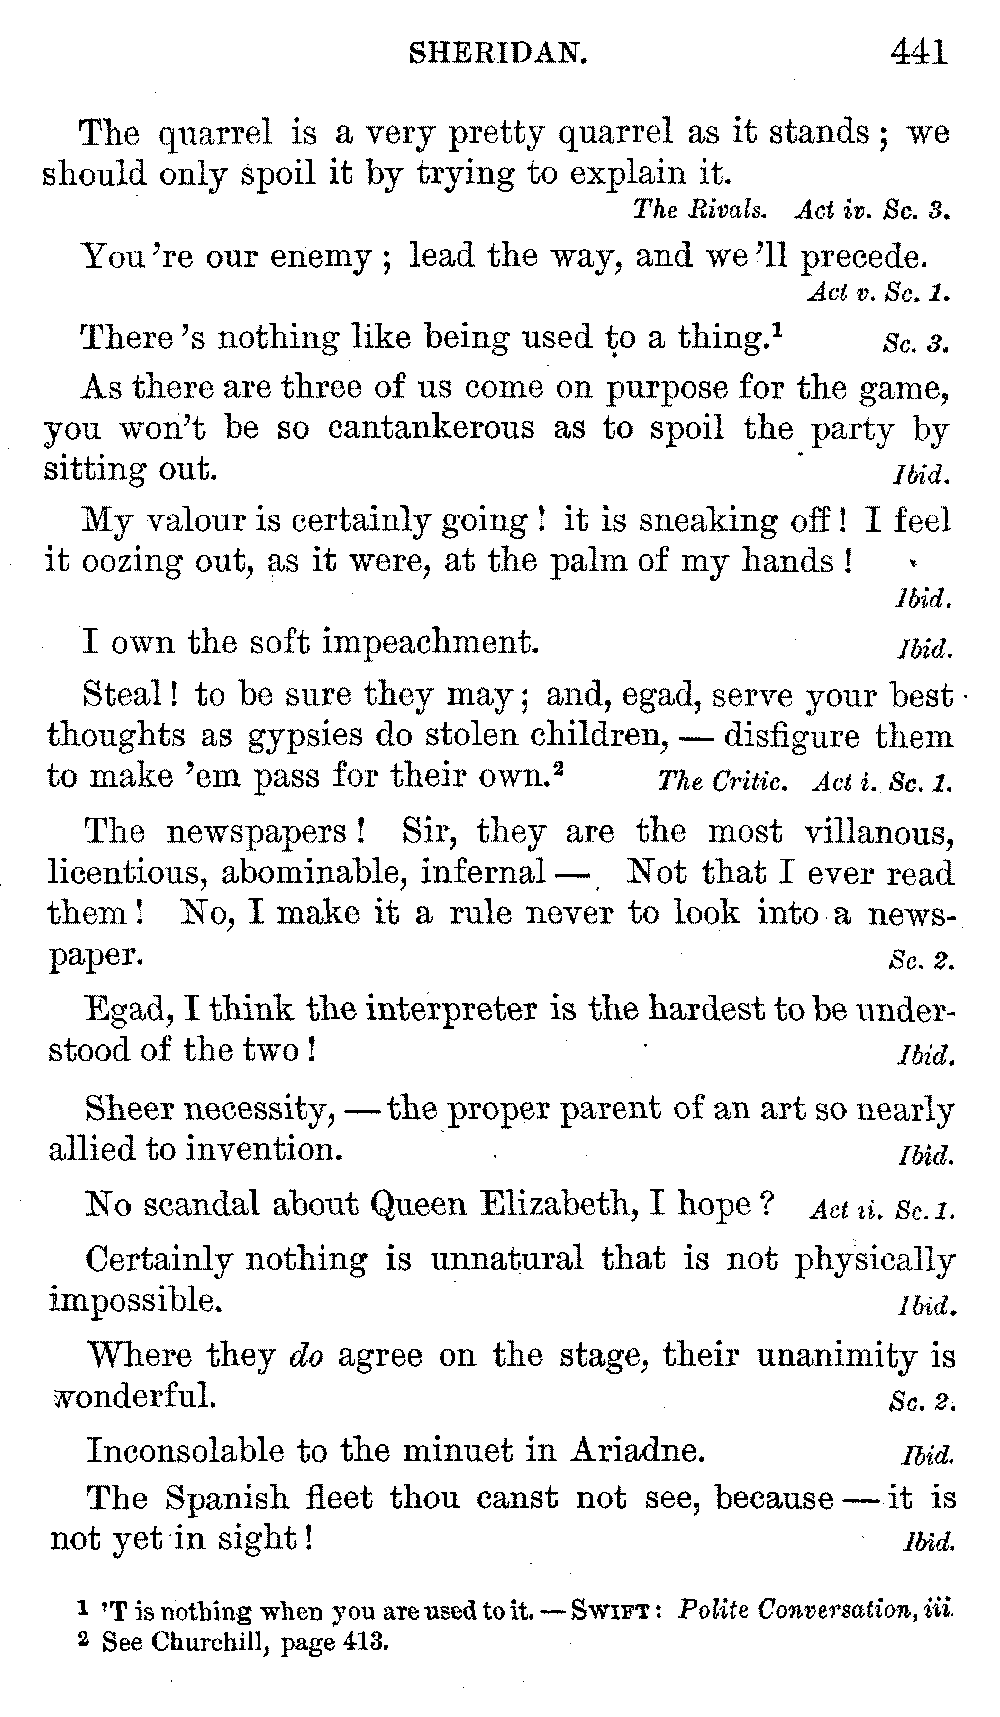 SHERIDAN. 441
The quarrel is a very pretty quarrel as it stands; we
should only spoil it by trying to explain it.
The Rivals. Act iv. Sc. 3.
You're our enemy; lead the way, and we'll precede.
Act v. Sc. 1.
There's nothing like being used to a thing.¹ Sc. 3.
As there are three of us come on purpose for the game,
you won't be so cantankerous as to spoil the party by
sitting out. Ibid.
My valour is certainly going! it is sneaking off! I feel
it oozing out, as it were, at the palm of my hands!
Ibid.
I own the soft impeachment. Ibid.
Steal! to be sure they may; and, egad, serve your best
thoughts as gypsies do stolen children, — disfigure them
to make 'em pass for their own.² The Critic. Act i. Sc. 1.
The newspapers! Sir, they are the most villanous,
licentious, abominable, infernal — Not that I ever read
them! No, I make it a rule never to look into a news-
paper. Sc. 2.
Egad, I think the interpreter is the hardest to be under-
stood of the two! Ibid.
Sheer necessity, — the proper parent of an art so nearly
allied to invention. Ibid.
No scandal about Queen Elizabeth, I hope? Act ii. Sc. 1.
Certainly nothing is unnatural that is not physically
impossible. Ibid.
Where they do agree on the stage, their unanimity is
wonderful. Sc. 2.
Inconsolable to the minuet in Ariadne. Ibid.
The Spanish fleet thou canst not see, because — it is
not yet in sight! Ibid.
1 'T is nothing when you are used to it. — SWIFT: Polite Conversation, iii.
2 See Churchill, page 413.